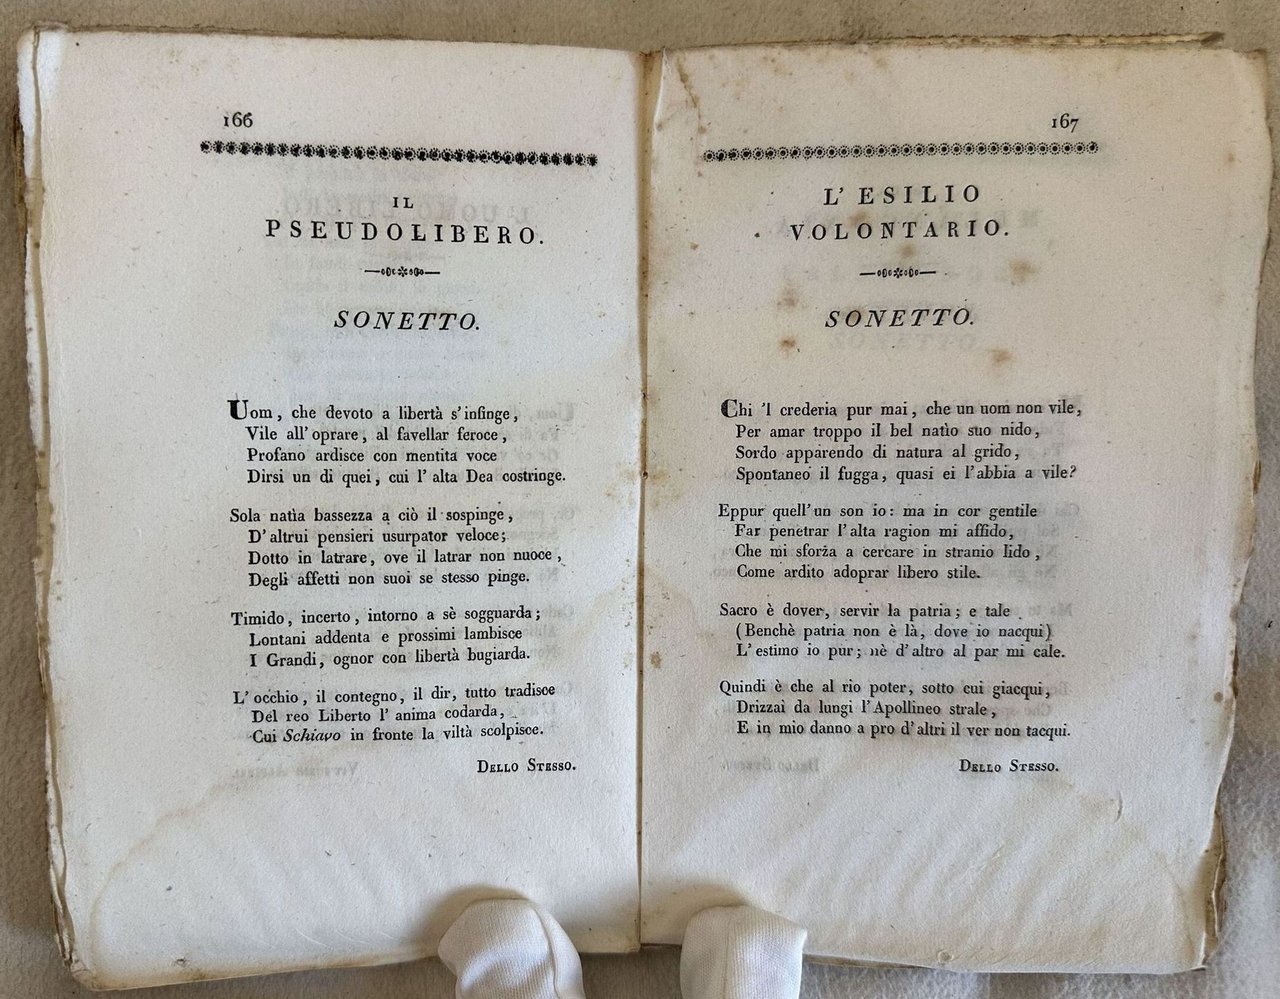 166
IL
PSEUDOLIBERO.
SONETTO.
Uom, che devoto a libertà s'infinge,
Vile all'oprare, al favellar feroce,
Profano ardisce con mentita voce
Dirsi un di quei, cui l'alta Dea costringe.
Sola natìa bassezza a ciò il sospinge,
D'altrui pensieri usurpator veloce;
Dotto in latrare, ove il latrar non nuoce,
Degli affetti non suoi se stesso pinge.
Timido, incerto, intorno a sè sogguarda;
Lontani addenta e prossimi lambisce
I Grandi, ognor con libertà bugiarda.
L'occhio, il contegno, il dir, tutto tradisce
Del reo Liberto l'anima codarda,
Cui Schiavo in fronte la viltà scolpisce.
DELLO STESSO.
167
L'ESILIO
VOLONTARIO.
SONETTO.
Chi 'l crederia pur mai, che un uom non vile,
Per amar troppo il bel natìo suo nido,
Sordo apparendo di natura al grido,
Spontaneo il fugga, quasi ei l'abbia a vile?
Eppur quell'un son io: ma in cor gentile
Far penetrar l'alta ragion mi affido,
Che mi sforza a cercare in stranio lido,
Come ardito adoprar libero stile.
Sacro è dover, servir la patria; e tale
(Benchè patria non è là, dove io nacqui)
L'estimo io pur; nè d'altro al par mi cale.
Quindi è che al rio poter, sotto cui giacqui,
Drizzai da lungi l'Apollineo strale,
E in mio danno a pro d'altri il ver non tacqui.
DELLO STESSO.